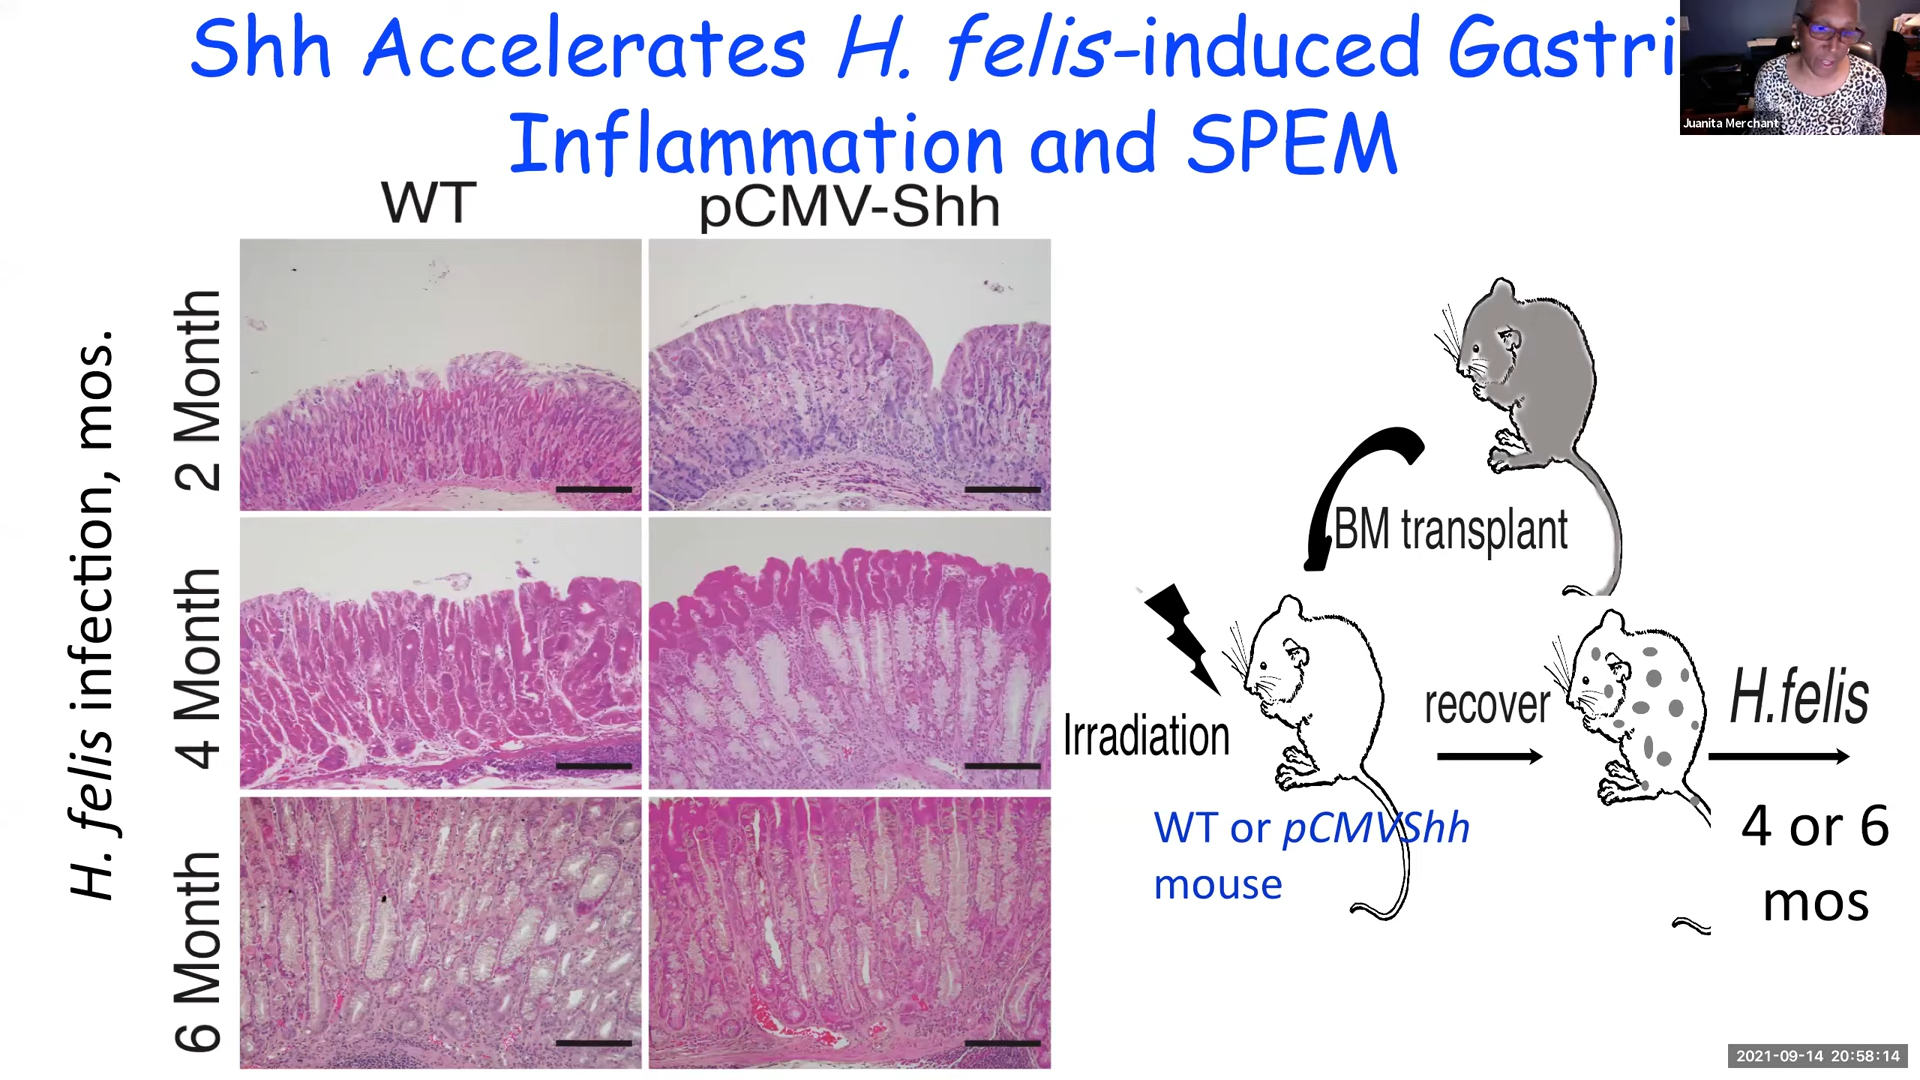 Shh Accelerates H. felis-induced Gastri
Inflammation and SPEM
Juanita Merchant
WT
pCMV-Shh
H. felis infection, mos.
2 Month
4 Month
6 Month
BM transplant
Irradiation
recover
H.felis
WT or pCMVShh
mouse
4 or 6
mos
2021-09-14 20:58:14